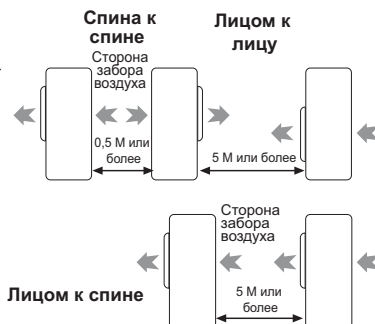 Спина к
спине
Лицом к
лицу
Сторона
забора
воздуха
0,5 М или
более
5 М или более
Сторона
забора
воздуха
Лицом к спине
5 М или
более